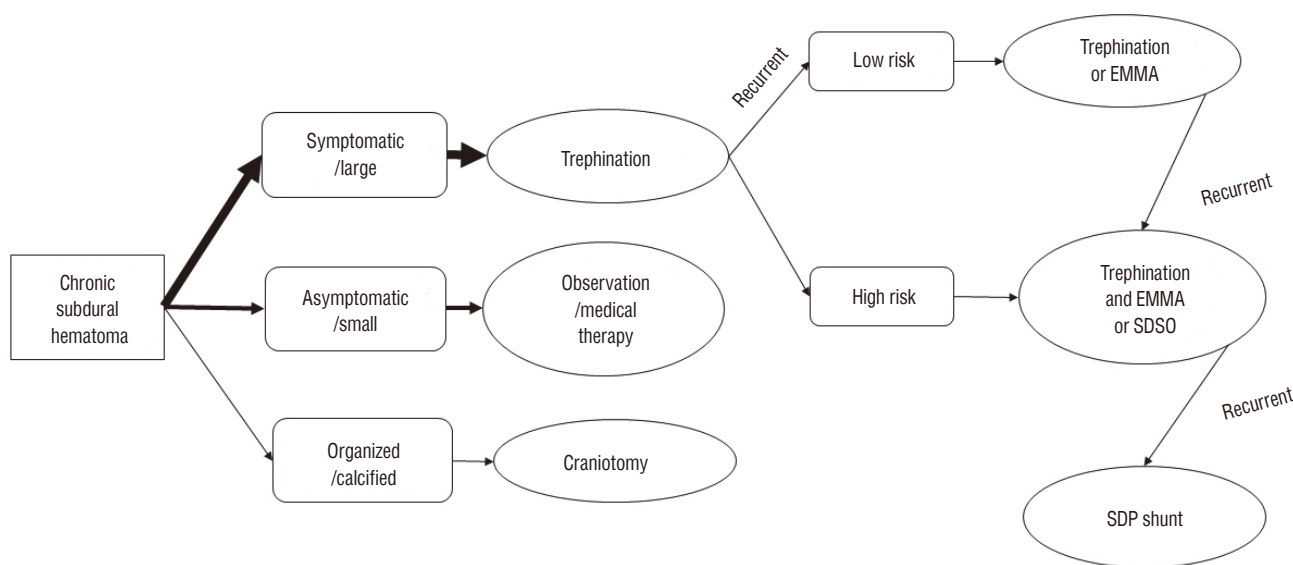 Chronic
subdural
hematoma
Symptomatic
/large
Trephination
Asymptomatic
/small
Observation
/medical
therapy
Organized
/calcified
Craniotomy
Recurrent
Low risk
Trephination
or EMMA
Recurrent
High risk
Trephination
and EMMA
or SDSO
Recurrent
SDP shunt